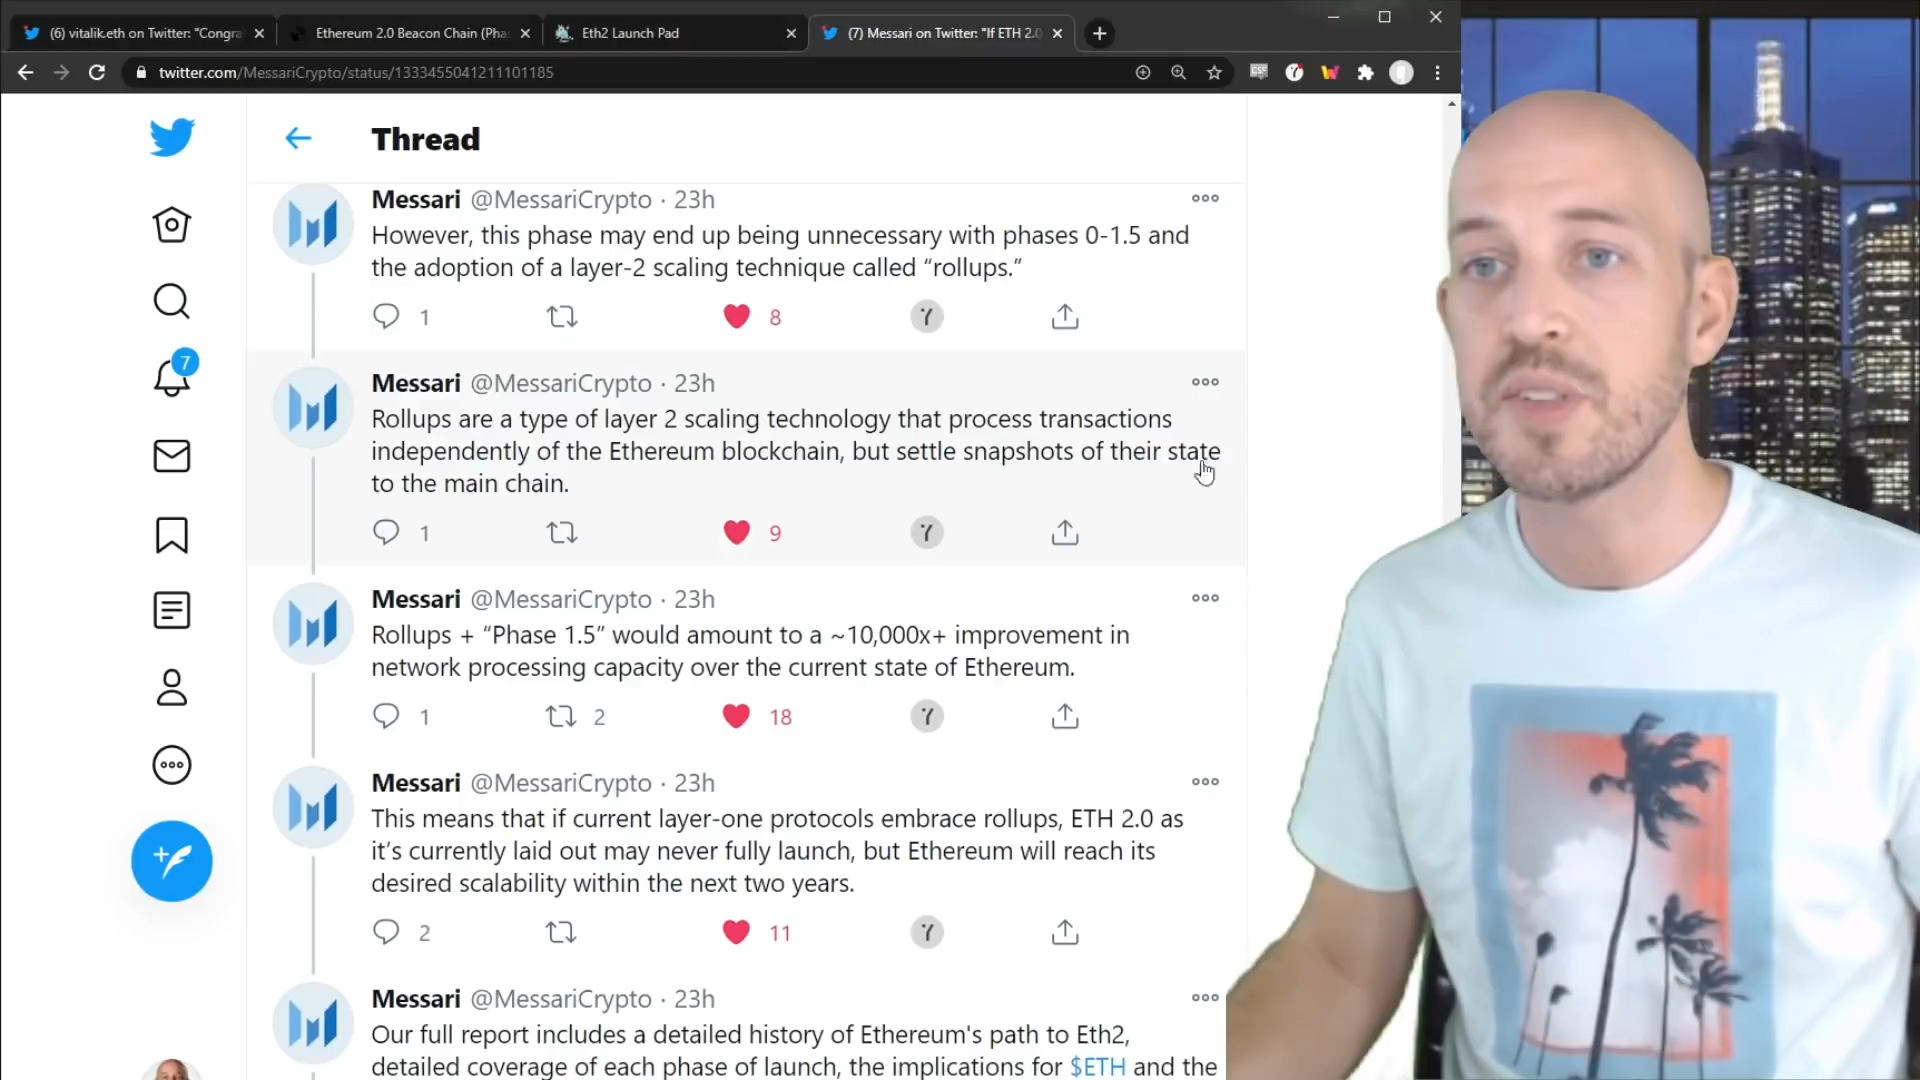 (6) vitalik.eth on Twitter: "Congra
Ethereum 2.0 Beacon Chain (Pha
Eth2 Launch Pad
(7) Messari on Twitter: "If ETH 2.0
twitter.com/MessariCrypto/status/1333455041211101185
Thread
Messari @MessariCrypto · 23h
However, this phase may end up being unnecessary with phases 0-1.5 and
the adoption of a layer-2 scaling technique called “rollups.”
1
8
Messari @MessariCrypto · 23h
Rollups are a type of layer 2 scaling technology that process transactions
independently of the Ethereum blockchain, but settle snapshots of their state
to the main chain.
1
9
Messari @MessariCrypto · 23h
Rollups + “Phase 1.5” would amount to a ~10,000x+ improvement in
network processing capacity over the current state of Ethereum.
1
2
18
Messari @MessariCrypto · 23h
This means that if current layer-one protocols embrace rollups, ETH 2.0 as
it’s currently laid out may never fully launch, but Ethereum will reach its
desired scalability within the next two years.
2
11
Messari @MessariCrypto · 23h
Our full report includes a detailed history of Ethereum's path to Eth2,
detailed coverage of each phase of launch, the implications for $ETH and the
7